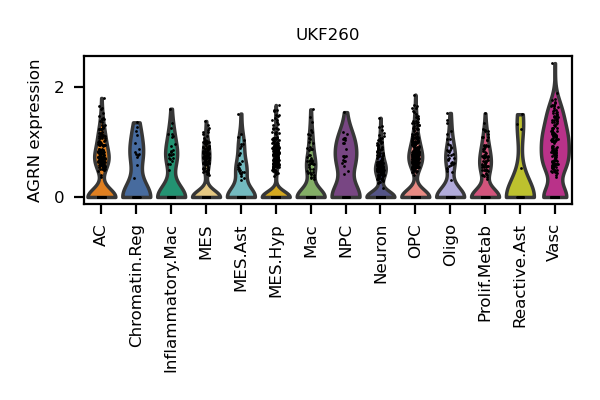 UKF260
AGRN expression
2
0
AC
Chromatin.Reg
Inflammatory.Mac
MES
MES.Ast
MES.Hyp
Mac
NPC
Neuron
OPC
Oligo
Prolif.Metab
Reactive.Ast
Vasc